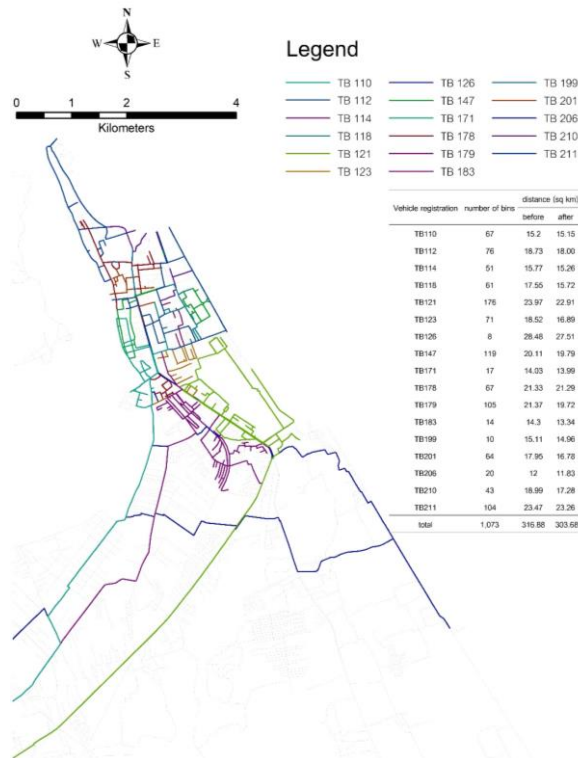 N
W E
S
0 1 2 4
Kilometers
Legend
TB 110 TB 126 TB 199
TB 112 TB 147 TB 201
TB 114 TB 171 TB 206
TB 118 TB 178 TB 210
TB 121 TB 179 TB 211
TB 123 TB 183
Vehicle registration number of bins distance (sq km)
before after
TB110 67 15.2 15.15
TB112 76 18.73 18.00
TB114 51 15.77 15.26
TB118 61 17.55 15.72
TB121 176 23.97 22.91
TB123 71 18.52 16.89
TB126 8 28.48 27.51
TB147 119 20.11 19.79
TB171 17 14.03 13.99
TB178 67 21.33 21.29
TB179 105 21.37 19.72
TB183 14 14.3 13.34
TB199 10 15.11 14.96
TB201 64 17.95 16.78
TB206 20 12 11.83
TB210 43 18.99 17.28
TB211 104 23.47 23.26
total 1,073 316.88 303.68